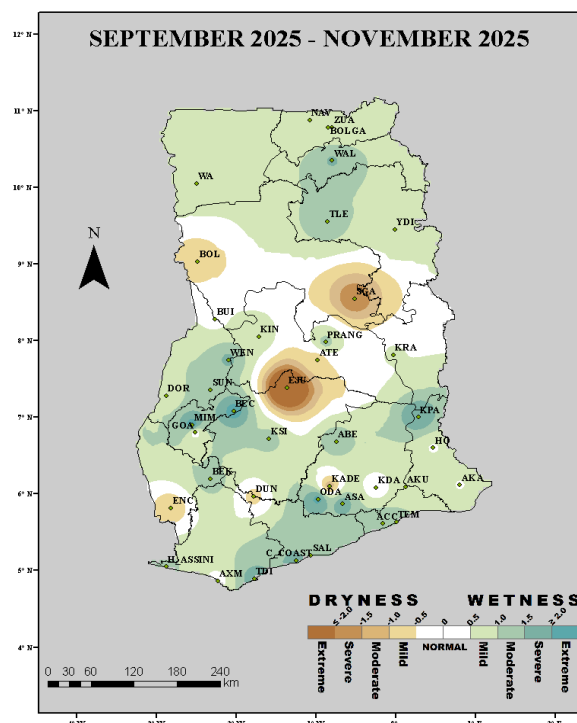 SEPTEMBER 2025 - NOVEMBER 2025
12° N
11° N
10° N
9° N
8° N
7° N
6° N
5° N
4° N
N
NAV
ZUA
BOLGA
WAL
WA
TLE
YDI
BOL
SGA
BUI
KIN
PRANG
WEN
ATE
KRA
DOR
SUN
EJU
BEC
MIM
GOA
KPA
KSI
ABE
HO
BEK
DUN
KADE
KDA
AKU
AKA
ENC
ODA
ASA
ACC
TEM
SAL
C_COAST
H_ASSINI
AXM
TDI
DRYNESS WETNESS
≤ -2.0 -1.5 -1.0 -0.5 0 0.5 1.0 1.5 ≥ 2.0
Extreme Severe Moderate Mild NORMAL Mild Moderate Severe Extreme
0 30 60 120 180 240
km